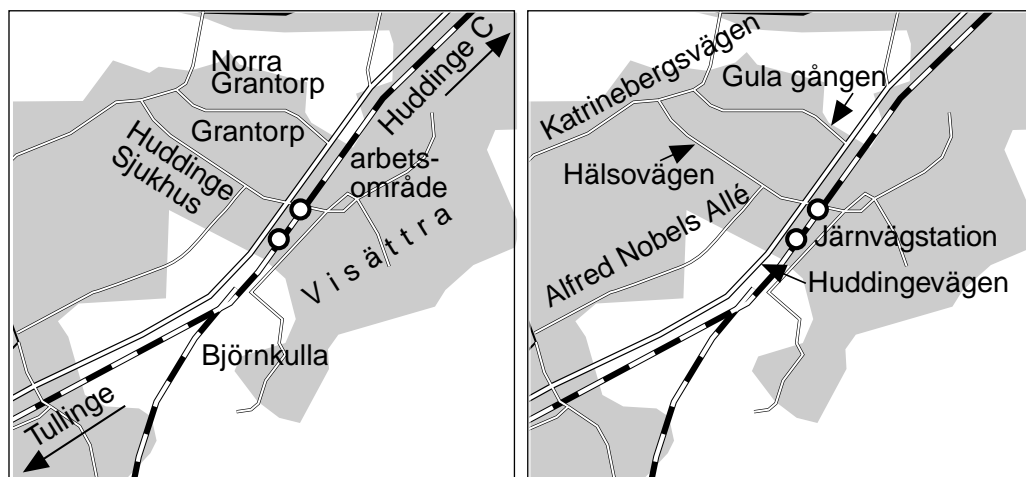 Norra
Grantorp
Huddinge C
Grantorp
Huddinge
Sjukhus
arbets-
område
Visättra
Björnkulla
Tullinge
Katrinebergsvägen
Gula gången
Hälsovägen
Alfred Nobels Allé
Järnvägstation
Huddingevägen